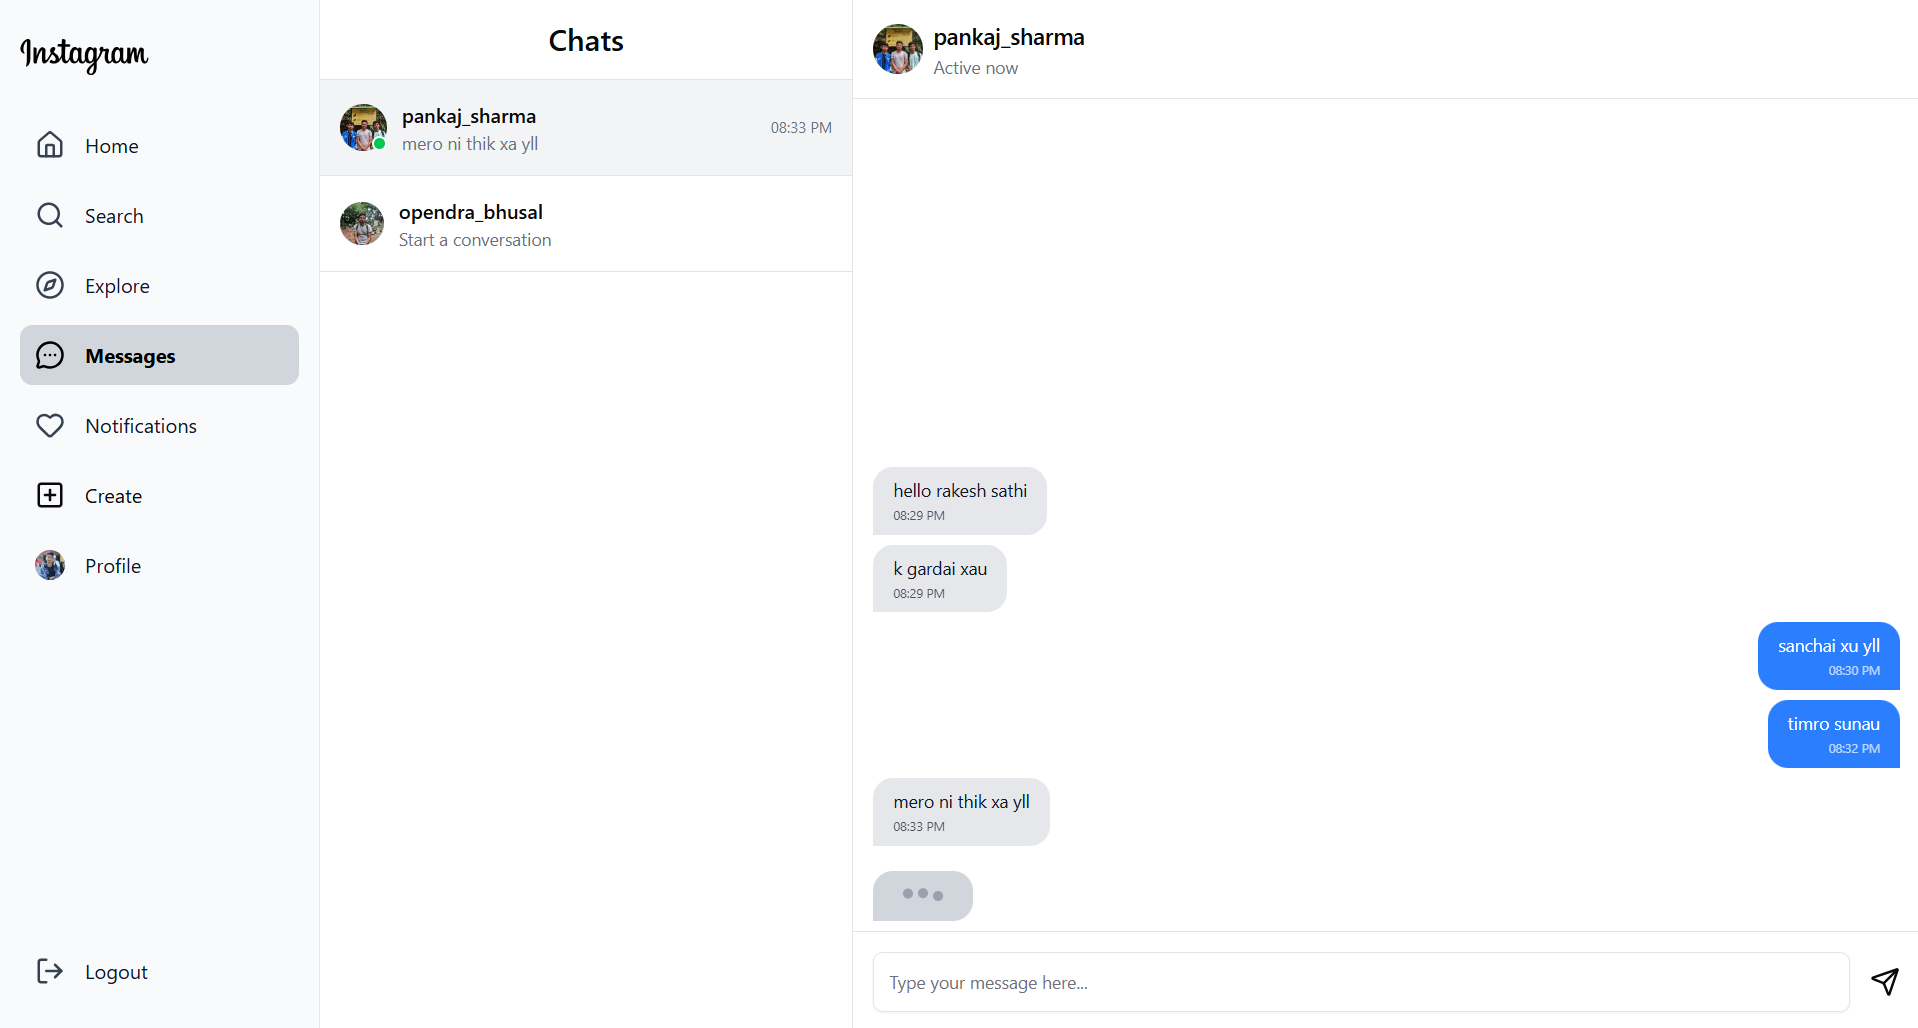 Instagram
Home
Search
Explore
Messages
Notifications
Create
Profile
Logout
Chats
pankaj_sharma
mero ni thik xa yll
08:33 PM
opendra_bhusal
Start a conversation
pankaj_sharma
Active now
hello rakesh sathi
08:29 PM
k gardai xau
08:29 PM
sanchai xu yll
08:30 PM
timro sunau
08:32 PM
mero ni thik xa yll
08:33 PM
Type your message here...